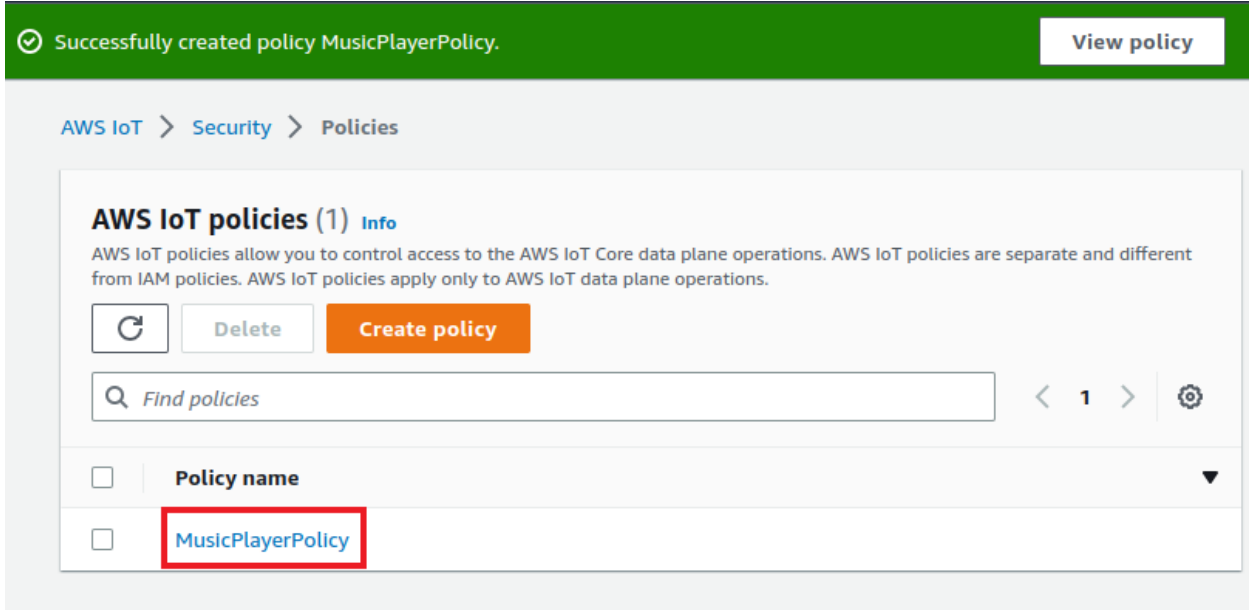 Successfully created policy MusicPlayerPolicy.
View policy
AWS IoT > Security > Policies
AWS IoT policies (1) Info
AWS IoT policies allow you to control access to the AWS IoT Core data plane operations. AWS IoT policies are separate and different
from IAM policies. AWS IoT policies apply only to AWS IoT data plane operations.
Delete
Create policy
Find policies
1
Policy name
MusicPlayerPolicy